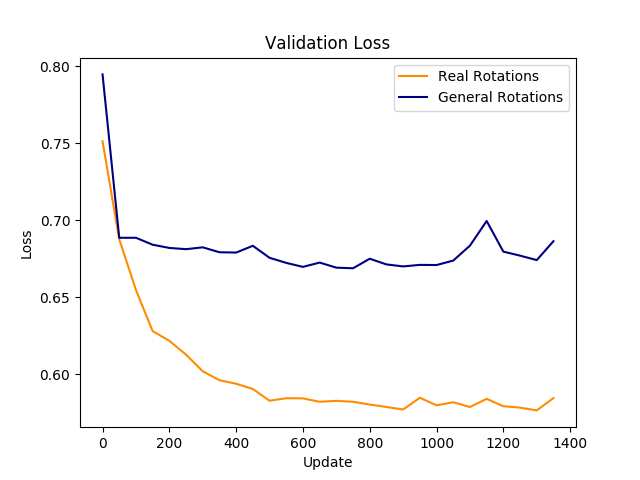 Validation Loss
Real Rotations
General Rotations
Loss
0.80
0.75
0.70
0.65
0.60
0 200 400 600 800 1000 1200 1400
Update